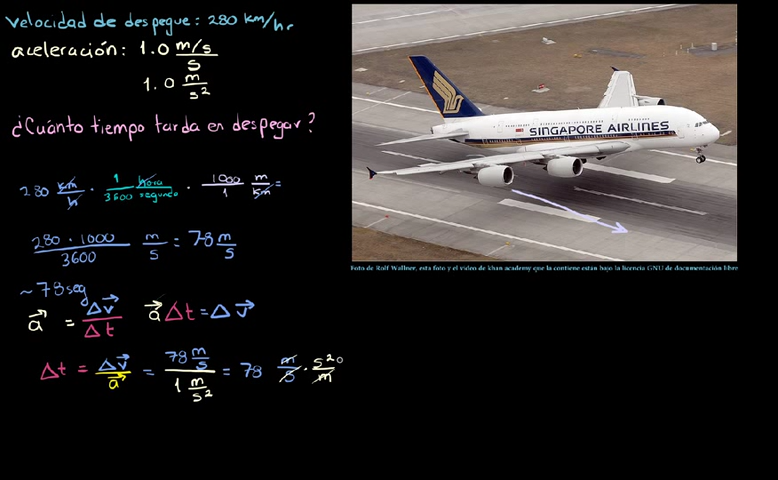 velocidad de despegue: 280 km/hr
aceleración: 1.0 m/s/s
1.0 m/s²
¿Cuánto tiempo tarda en despegar?
280 km/h · 1 hora/3600 segundo · 1000/1 m/km =
280 · 1000/3600 m/s = 78 m/s
~ 78 seg
a = Δv/Δt a Δt = Δv
Δt = Δv/a = 78 m/s/1 m/s² = 78 m/s · s²/m
SINGAPORE AIRLINES
Foto de Rolf Wallner, esta foto y el video de khan academy que la contiene estan bajo la licencia GNU de documentación libre